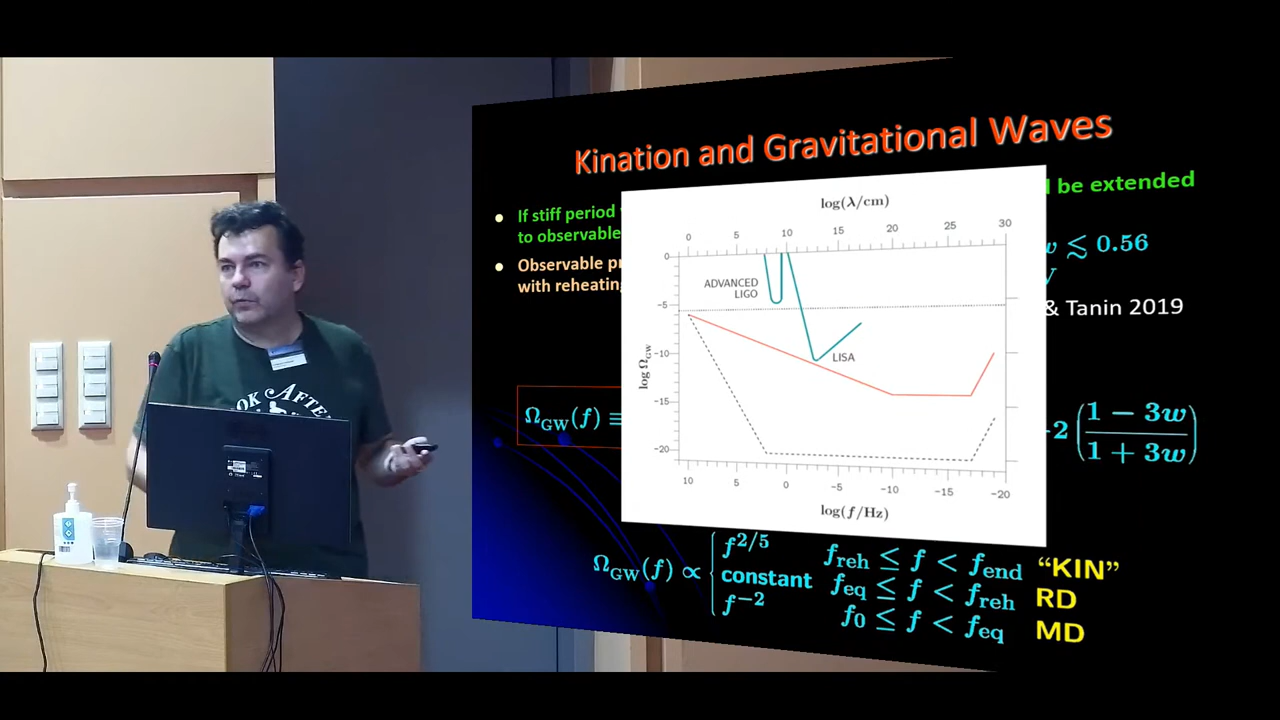 Kination and Gravitational Waves
• If stiff period
be extended
to observable
≲ 0.56
• Observable
with reheating
& Tanin 2019
log(λ/cm)
0 5 10 15 20 25 30
0
ADVANCED
LIGO
-5
-10
LISA
-15
-20
log Ω_GW
10 5 0 -5 -10 -15 -20
log(f/Hz)
Ω_GW(f) ≡
2 (1 − 3w / 1 + 3w)
Ω_GW(f) ∝ {
f^{2/5} f_reh ≤ f < f_end "KIN"
constant f_eq ≤ f < f_reh RD
f^{−2} f_0 ≤ f < f_eq MD
OK AFTE